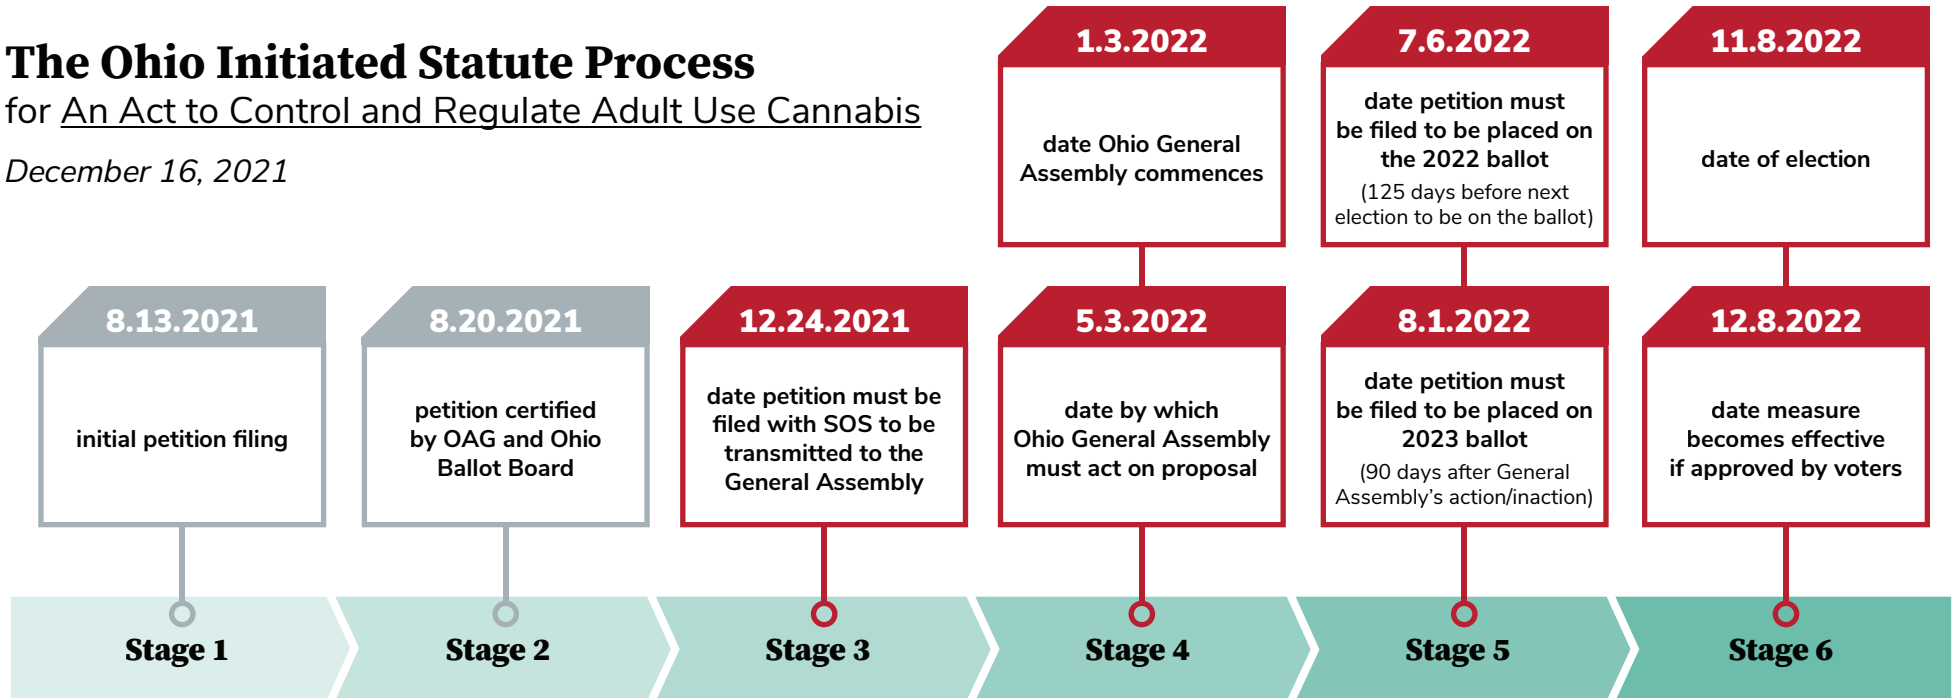 The Ohio Initiated Statute Process
for An Act to Control and Regulate Adult Use Cannabis
December 16, 2021
8.13.2021
initial petition filing
Stage 1
8.20.2021
petition certified
by OAG and Ohio
Ballot Board
Stage 2
12.24.2021
date petition must be
filed with SOS to be
transmitted to the
General Assembly
Stage 3
1.3.2022
date Ohio General
Assembly commences
5.3.2022
date by which
Ohio General Assembly
must act on proposal
Stage 4
7.6.2022
date petition must
be filed to be placed on
the 2022 ballot
(125 days before next
election to be on the ballot)
8.1.2022
date petition must
be filed to be placed on
2023 ballot
(90 days after General
Assembly's action/inaction)
Stage 5
11.8.2022
date of election
12.8.2022
date measure
becomes effective
if approved by voters
Stage 6